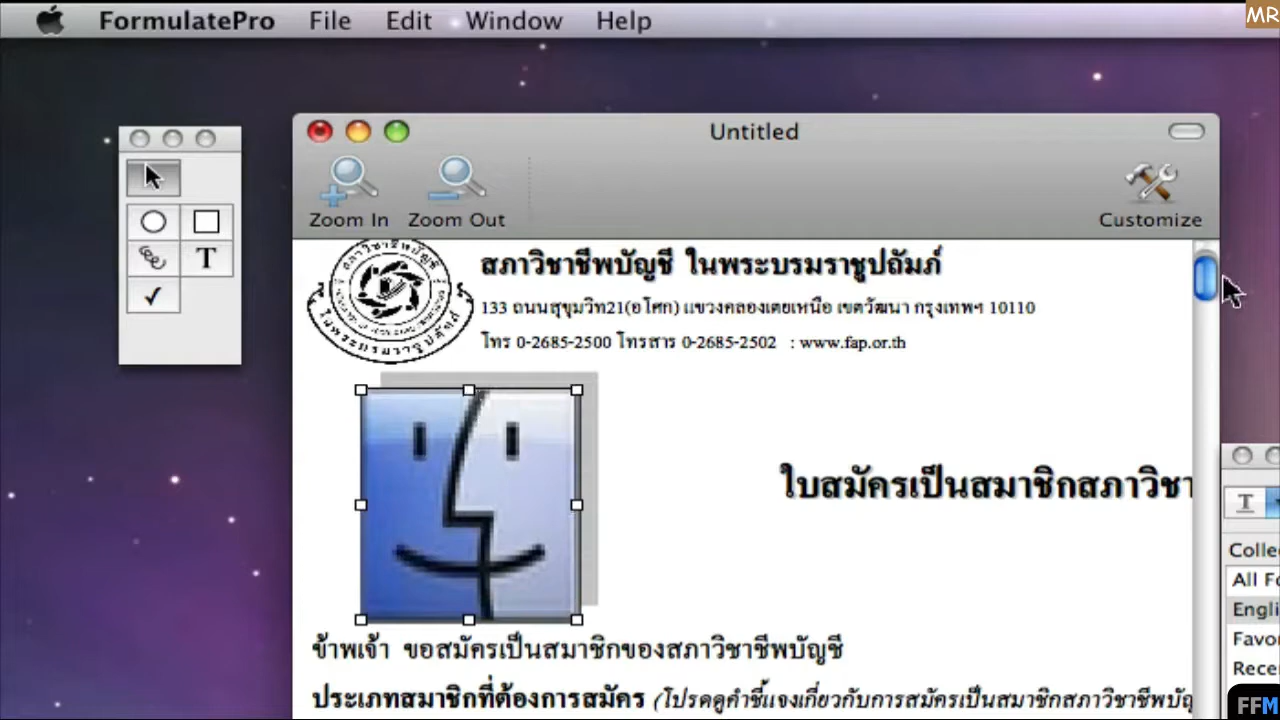 FormulatePro File Edit Window Help
MR
Untitled
Zoom In Zoom Out Customize
T
สภาวิชาชีพบัญชี ในพระบรมราชูปถัมภ์
133 ถนนสุขุมวิท21(อโศก) แขวงคลองเตยเหนือ เขตวัฒนา กรุงเทพฯ 10110
โทร 0-2685-2500 โทรสาร 0-2685-2502 : www.fap.or.th
ใบสมัครเป็นสมาชิกสภาวิชา
T
Colle
All Fo
Engli
Favor
Recer
ข้าพเจ้า ขอสมัครเป็นสมาชิกของสภาวิชาชีพบัญชี
ประเภทสมาชิกที่ต้องการสมัคร (โปรดดูคำชี้แจงเกี่ยวกับการสมัครเป็นสมาชิกสภาวิชาชีพบัญ
FFM